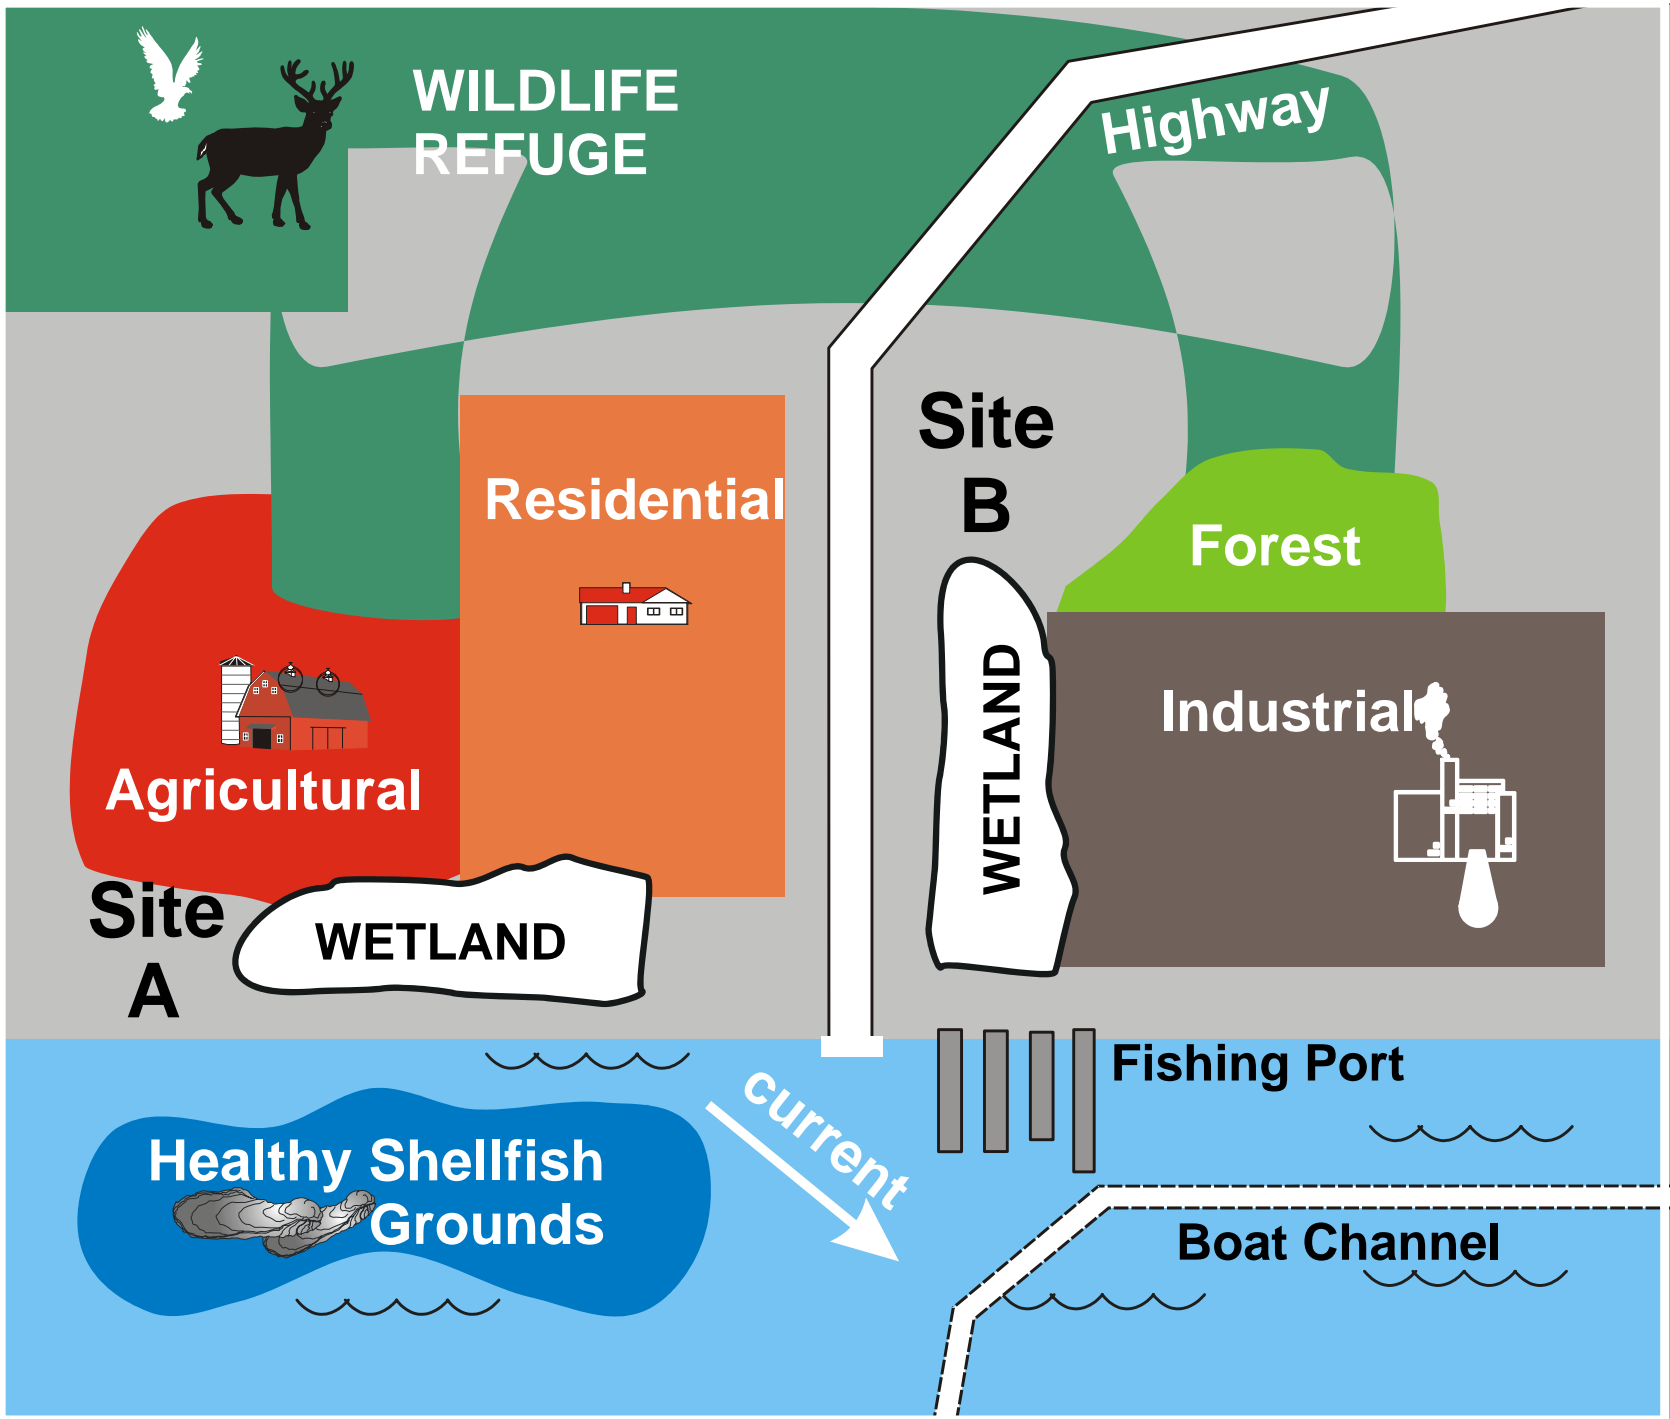 WILDLIFE
REFUGE
Highway
Site
B
Residential
Forest
WETLAND
Industrial
Agricultural
Site
A
WETLAND
Fishing Port
current
Healthy Shellfish
Grounds
Boat Channel